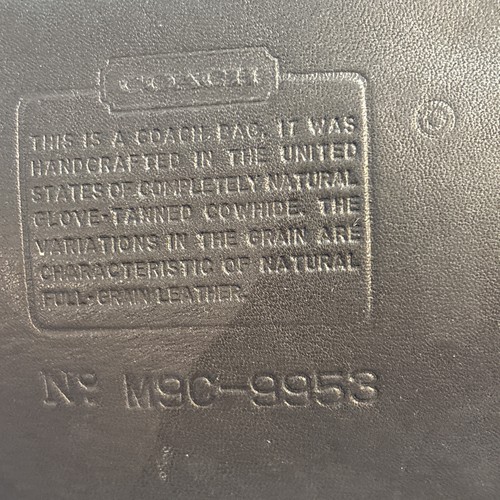 COACH
THIS IS A COACH BAG. IT WAS
HANDCRAFTED IN THE UNITED
STATES OF COMPLETELY NATURAL
GLOVE-TANNED COWHIDE. THE
VARIATIONS IN THE GRAIN ARE
CHARACTERISTIC OF NATURAL
FULL-GRAIN LEATHER.
No: M9C-9953